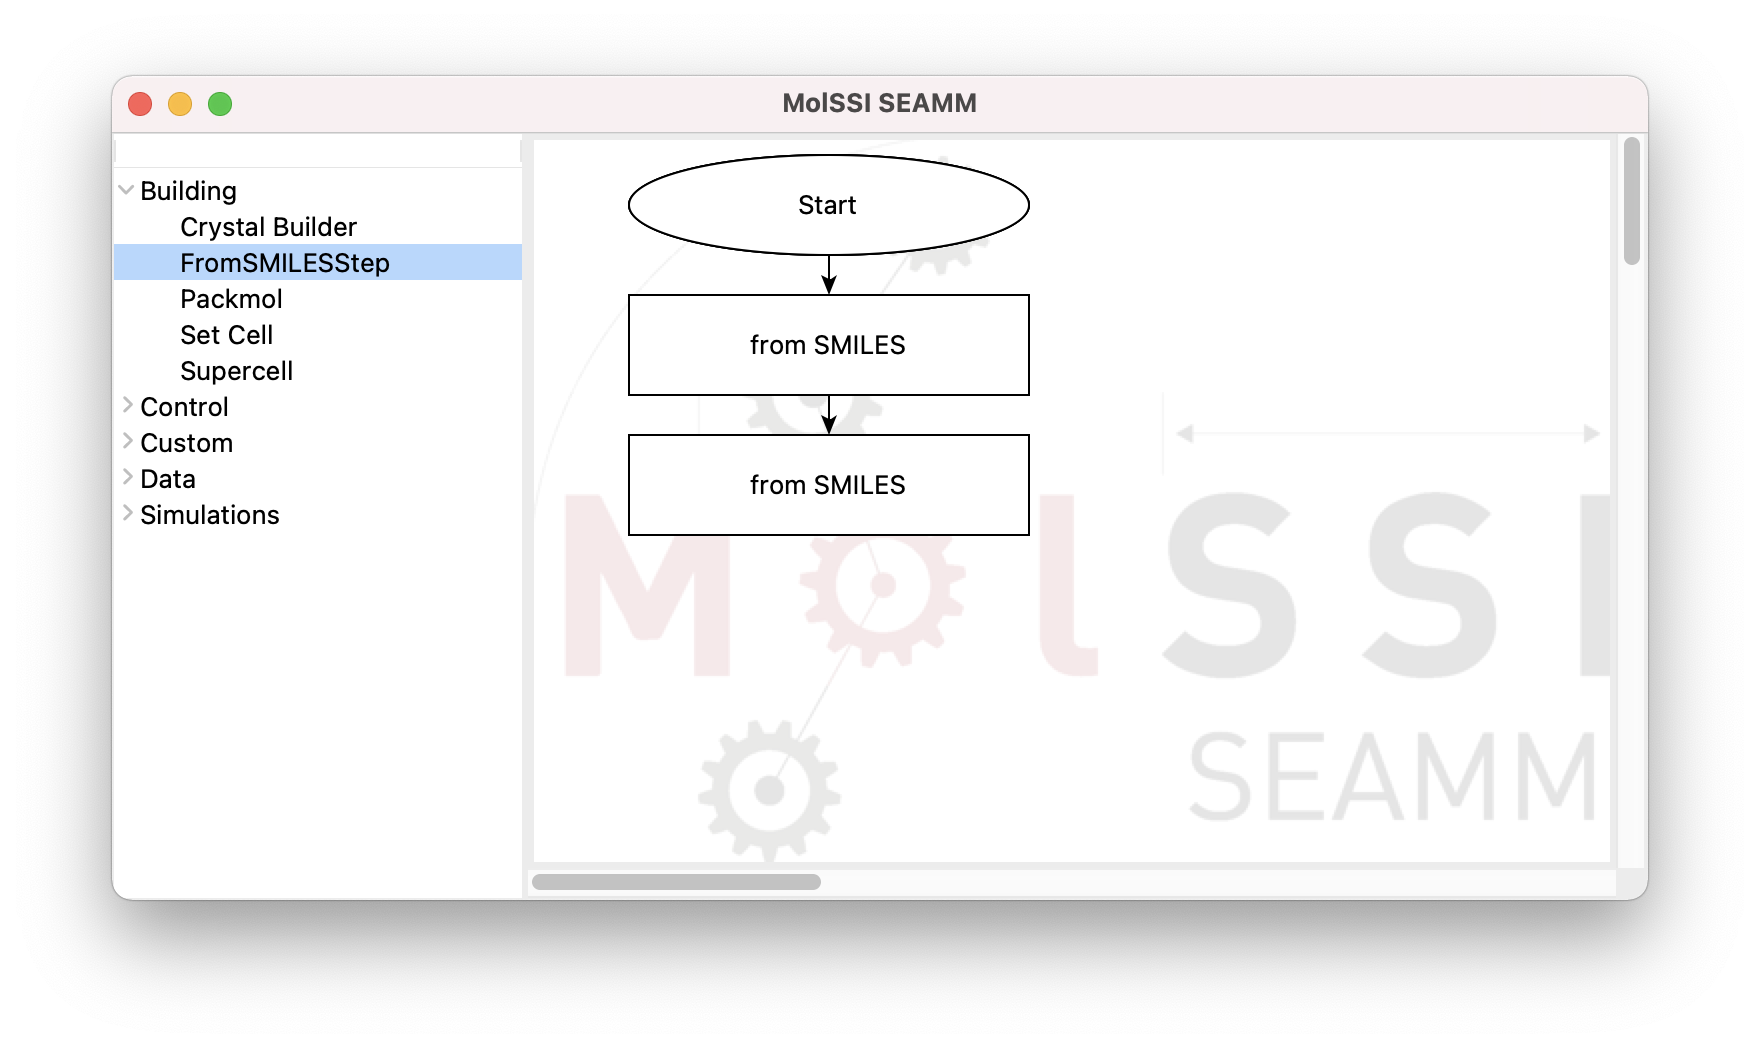 MolSSI SEAMM
Building
Crystal Builder
FromSMILESStep
Packmol
Set Cell
Supercell
Control
Custom
Data
Simulations
Start
from SMILES
from SMILES
MolSSI
SEAMM